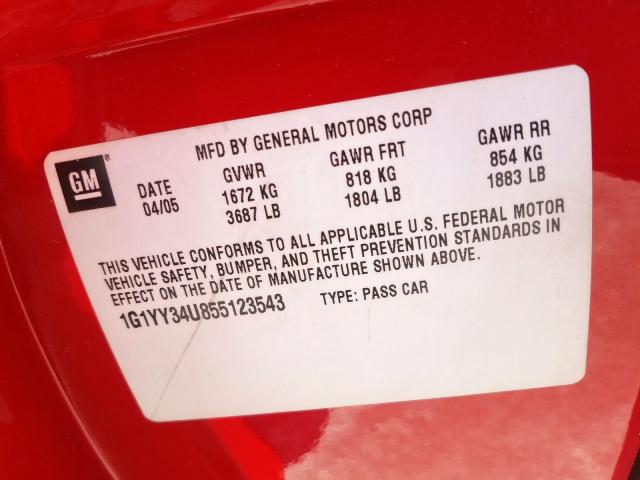 MFD BY GENERAL MOTORS CORP
GM ®
DATE GVWR GAWR FRT GAWR RR
04/05 1672 KG 818 KG 854 KG
3687 LB 1804 LB 1883 LB
THIS VEHICLE CONFORMS TO ALL APPLICABLE U.S. FEDERAL MOTOR
VEHICLE SAFETY, BUMPER, AND THEFT PREVENTION STANDARDS IN
EFFECT ON THE DATE OF MANUFACTURE SHOWN ABOVE.
1G1YY34U855123543 TYPE: PASS CAR